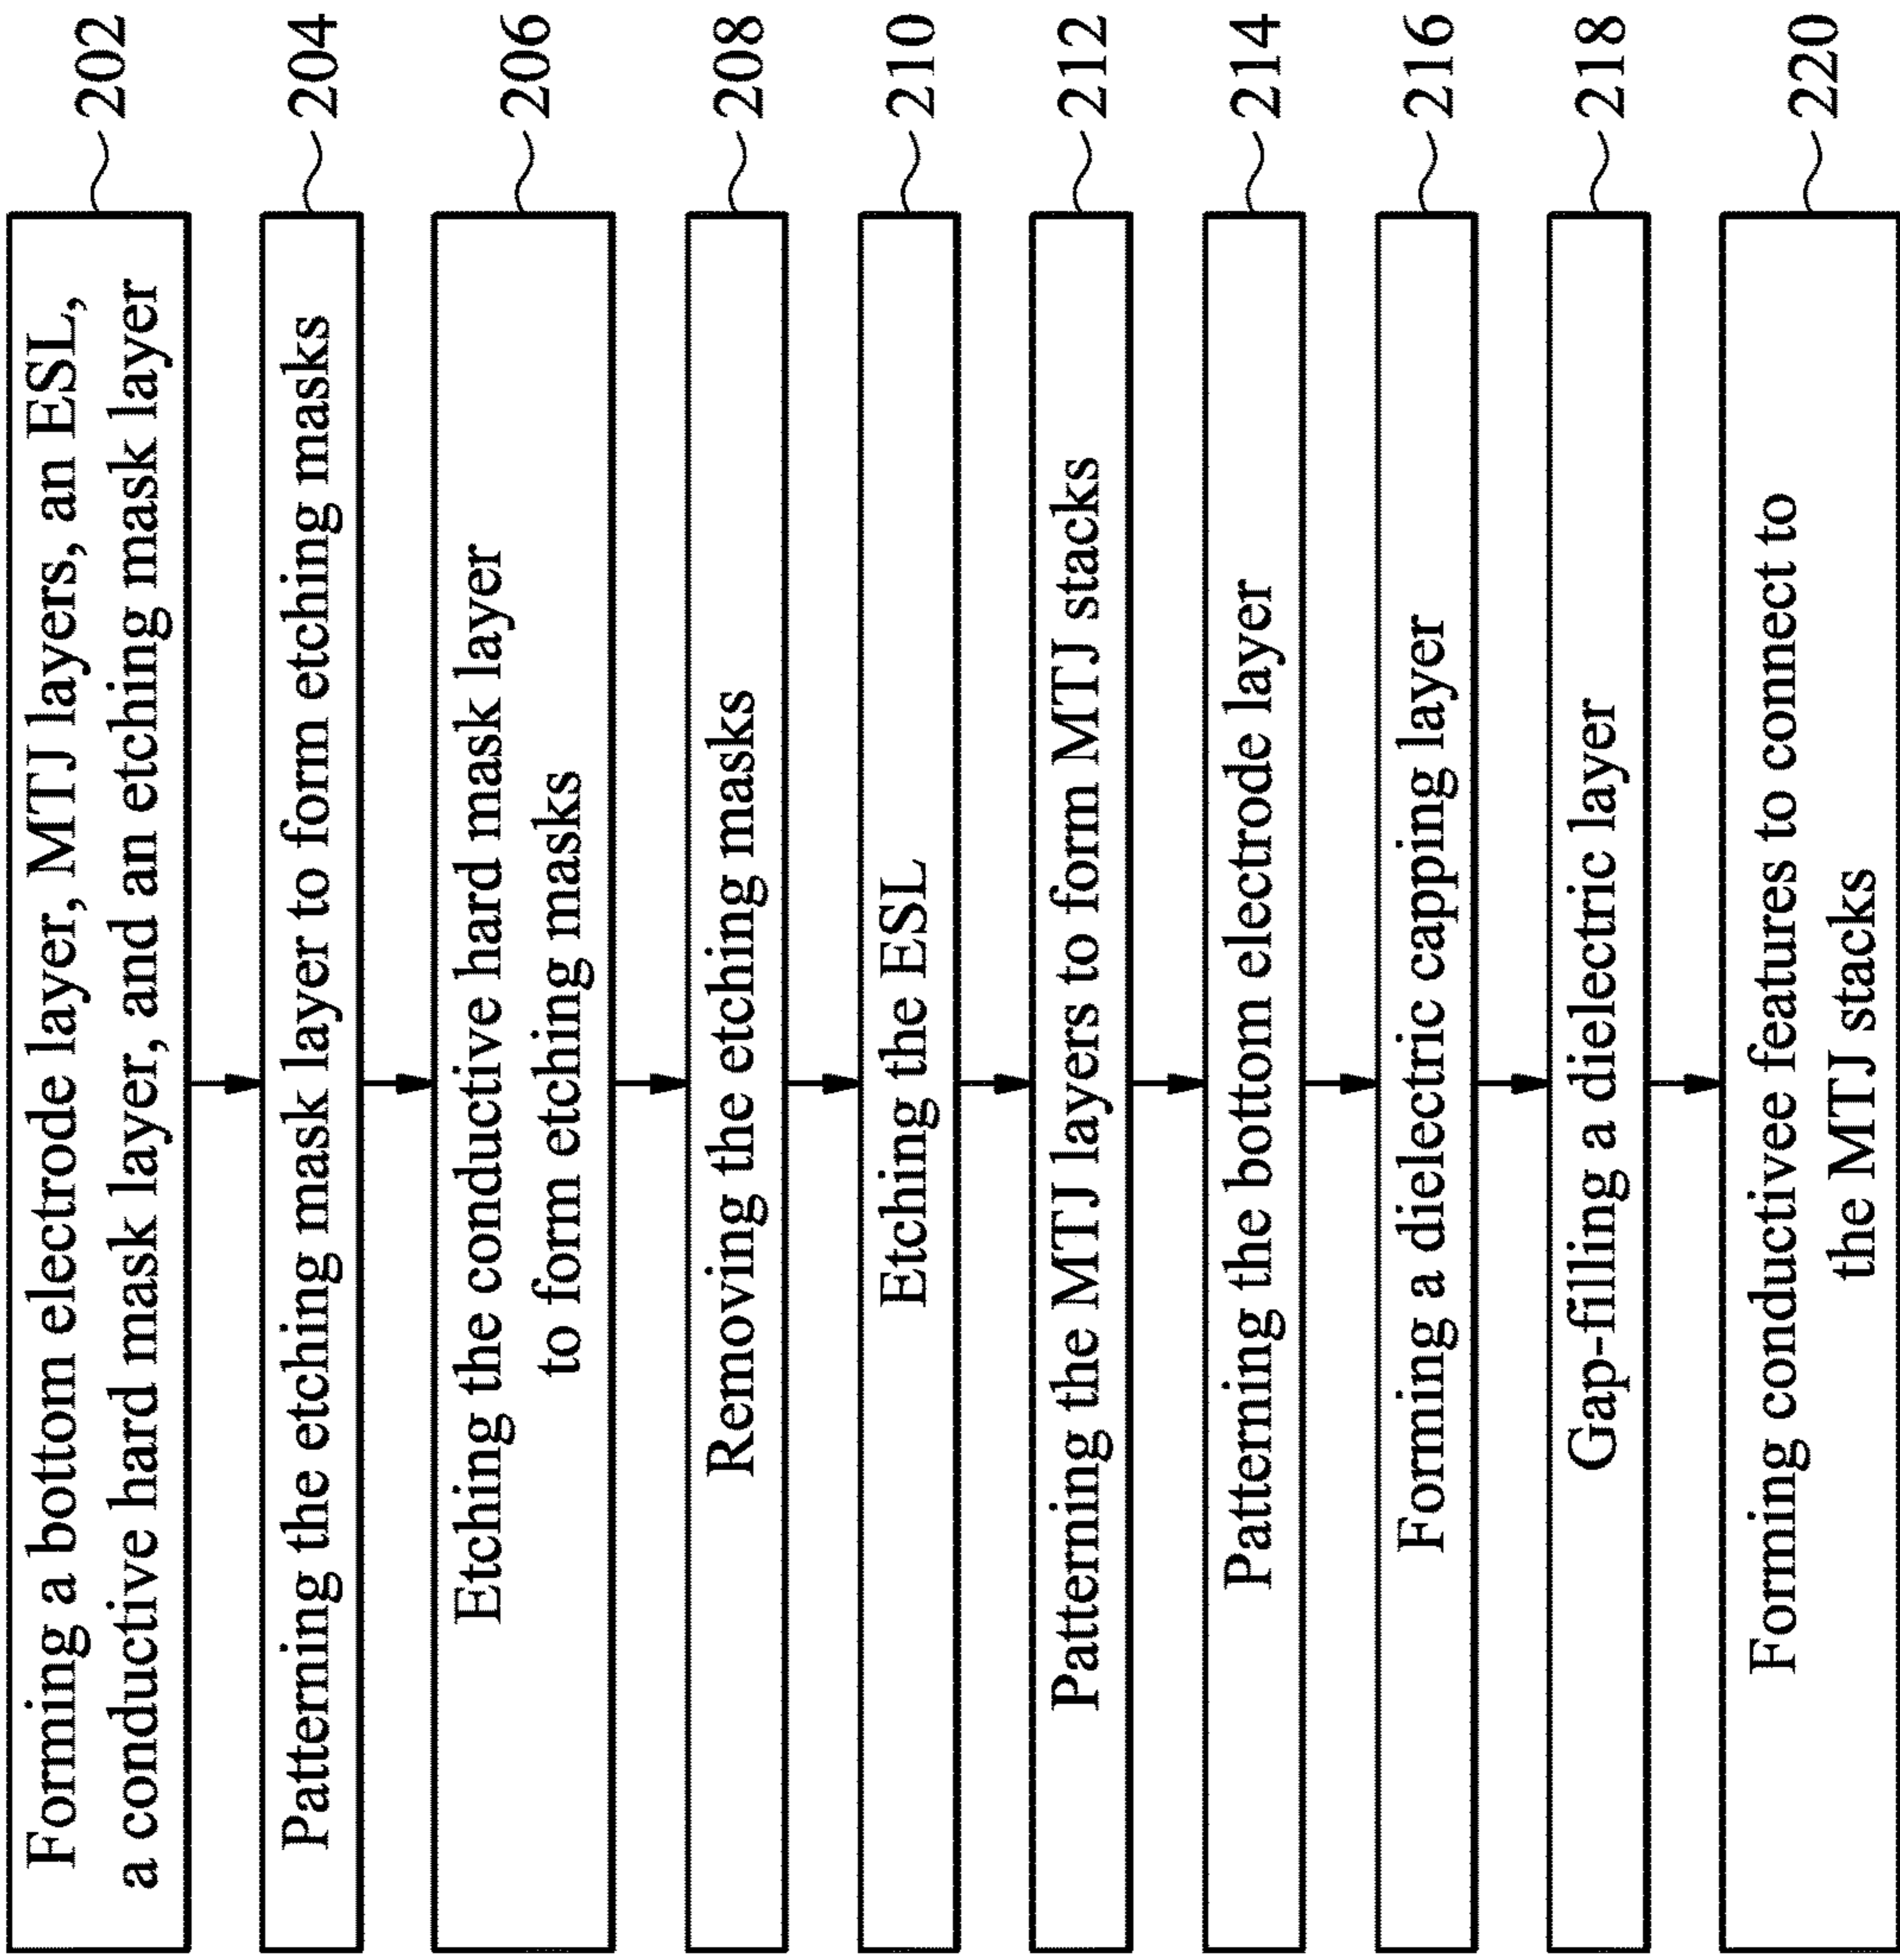 Forming a bottom electrode layer, MTJ layers, an ESL,
a conductive hard mask layer, and an etching mask layer
202
Patterning the etching mask layer to form etching masks
204
Etching the conductive hard mask layer
to form etching masks
206
Removing the etching masks
208
Etching the ESL
210
Patterning the MTJ layers to form MTJ stacks
212
Patterning the bottom electrode layer
214
Forming a dielectric capping layer
216
Gap-filling a dielectric layer
218
Forming conductivee features to connect to
the MTJ stacks
220